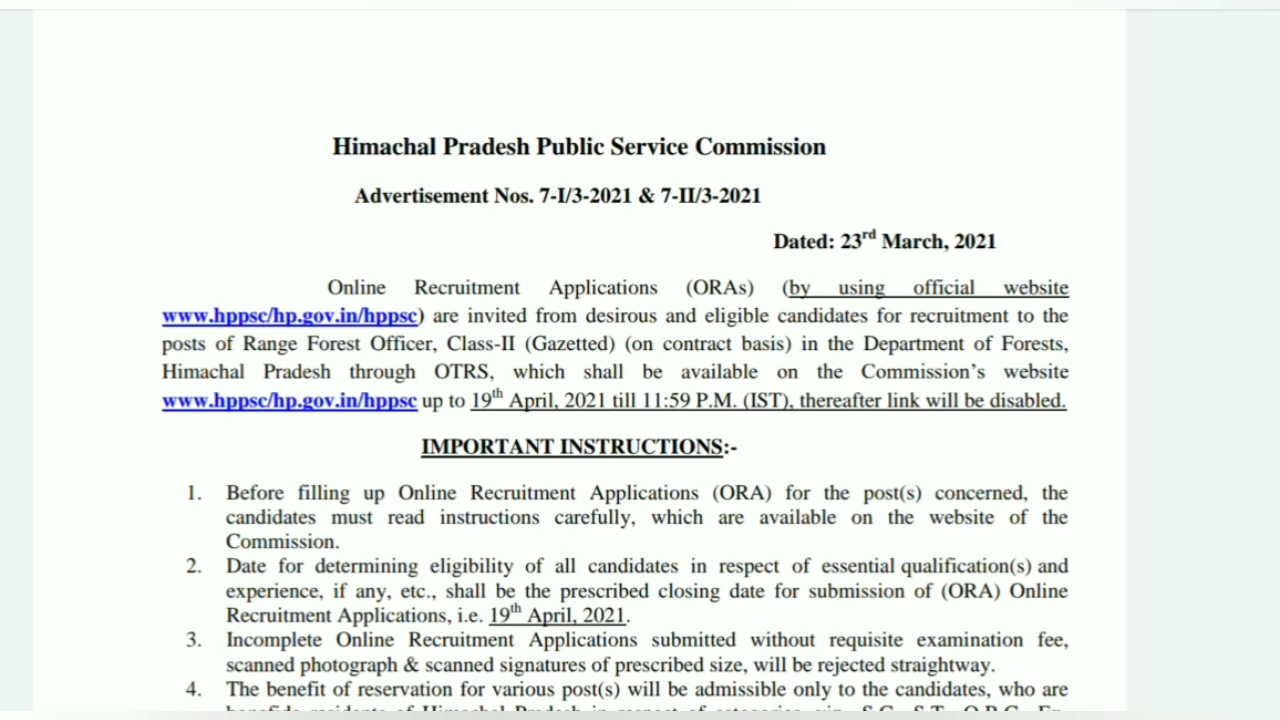 Himachal Pradesh Public Service Commission
Advertisement Nos. 7-I/3-2021 & 7-II/3-2021
Dated: 23rd March, 2021
Online Recruitment Applications (ORAs) (by using official website
www.hppsc/hp.gov.in/hppsc) are invited from desirous and eligible candidates for recruitment to the
posts of Range Forest Officer, Class-II (Gazetted) (on contract basis) in the Department of Forests,
Himachal Pradesh through OTRS, which shall be available on the Commission's website
www.hppsc/hp.gov.in/hppsc up to 19th April, 2021 till 11:59 P.M. (IST), thereafter link will be disabled.
IMPORTANT INSTRUCTIONS:-
1. Before filling up Online Recruitment Applications (ORA) for the post(s) concerned, the
candidates must read instructions carefully, which are available on the website of the
Commission.
2. Date for determining eligibility of all candidates in respect of essential qualification(s) and
experience, if any, etc., shall be the prescribed closing date for submission of (ORA) Online
Recruitment Applications, i.e. 19th April, 2021.
3. Incomplete Online Recruitment Applications submitted without requisite examination fee,
scanned photograph & scanned signatures of prescribed size, will be rejected straightway.
4. The benefit of reservation for various post(s) will be admissible only to the candidates, who are